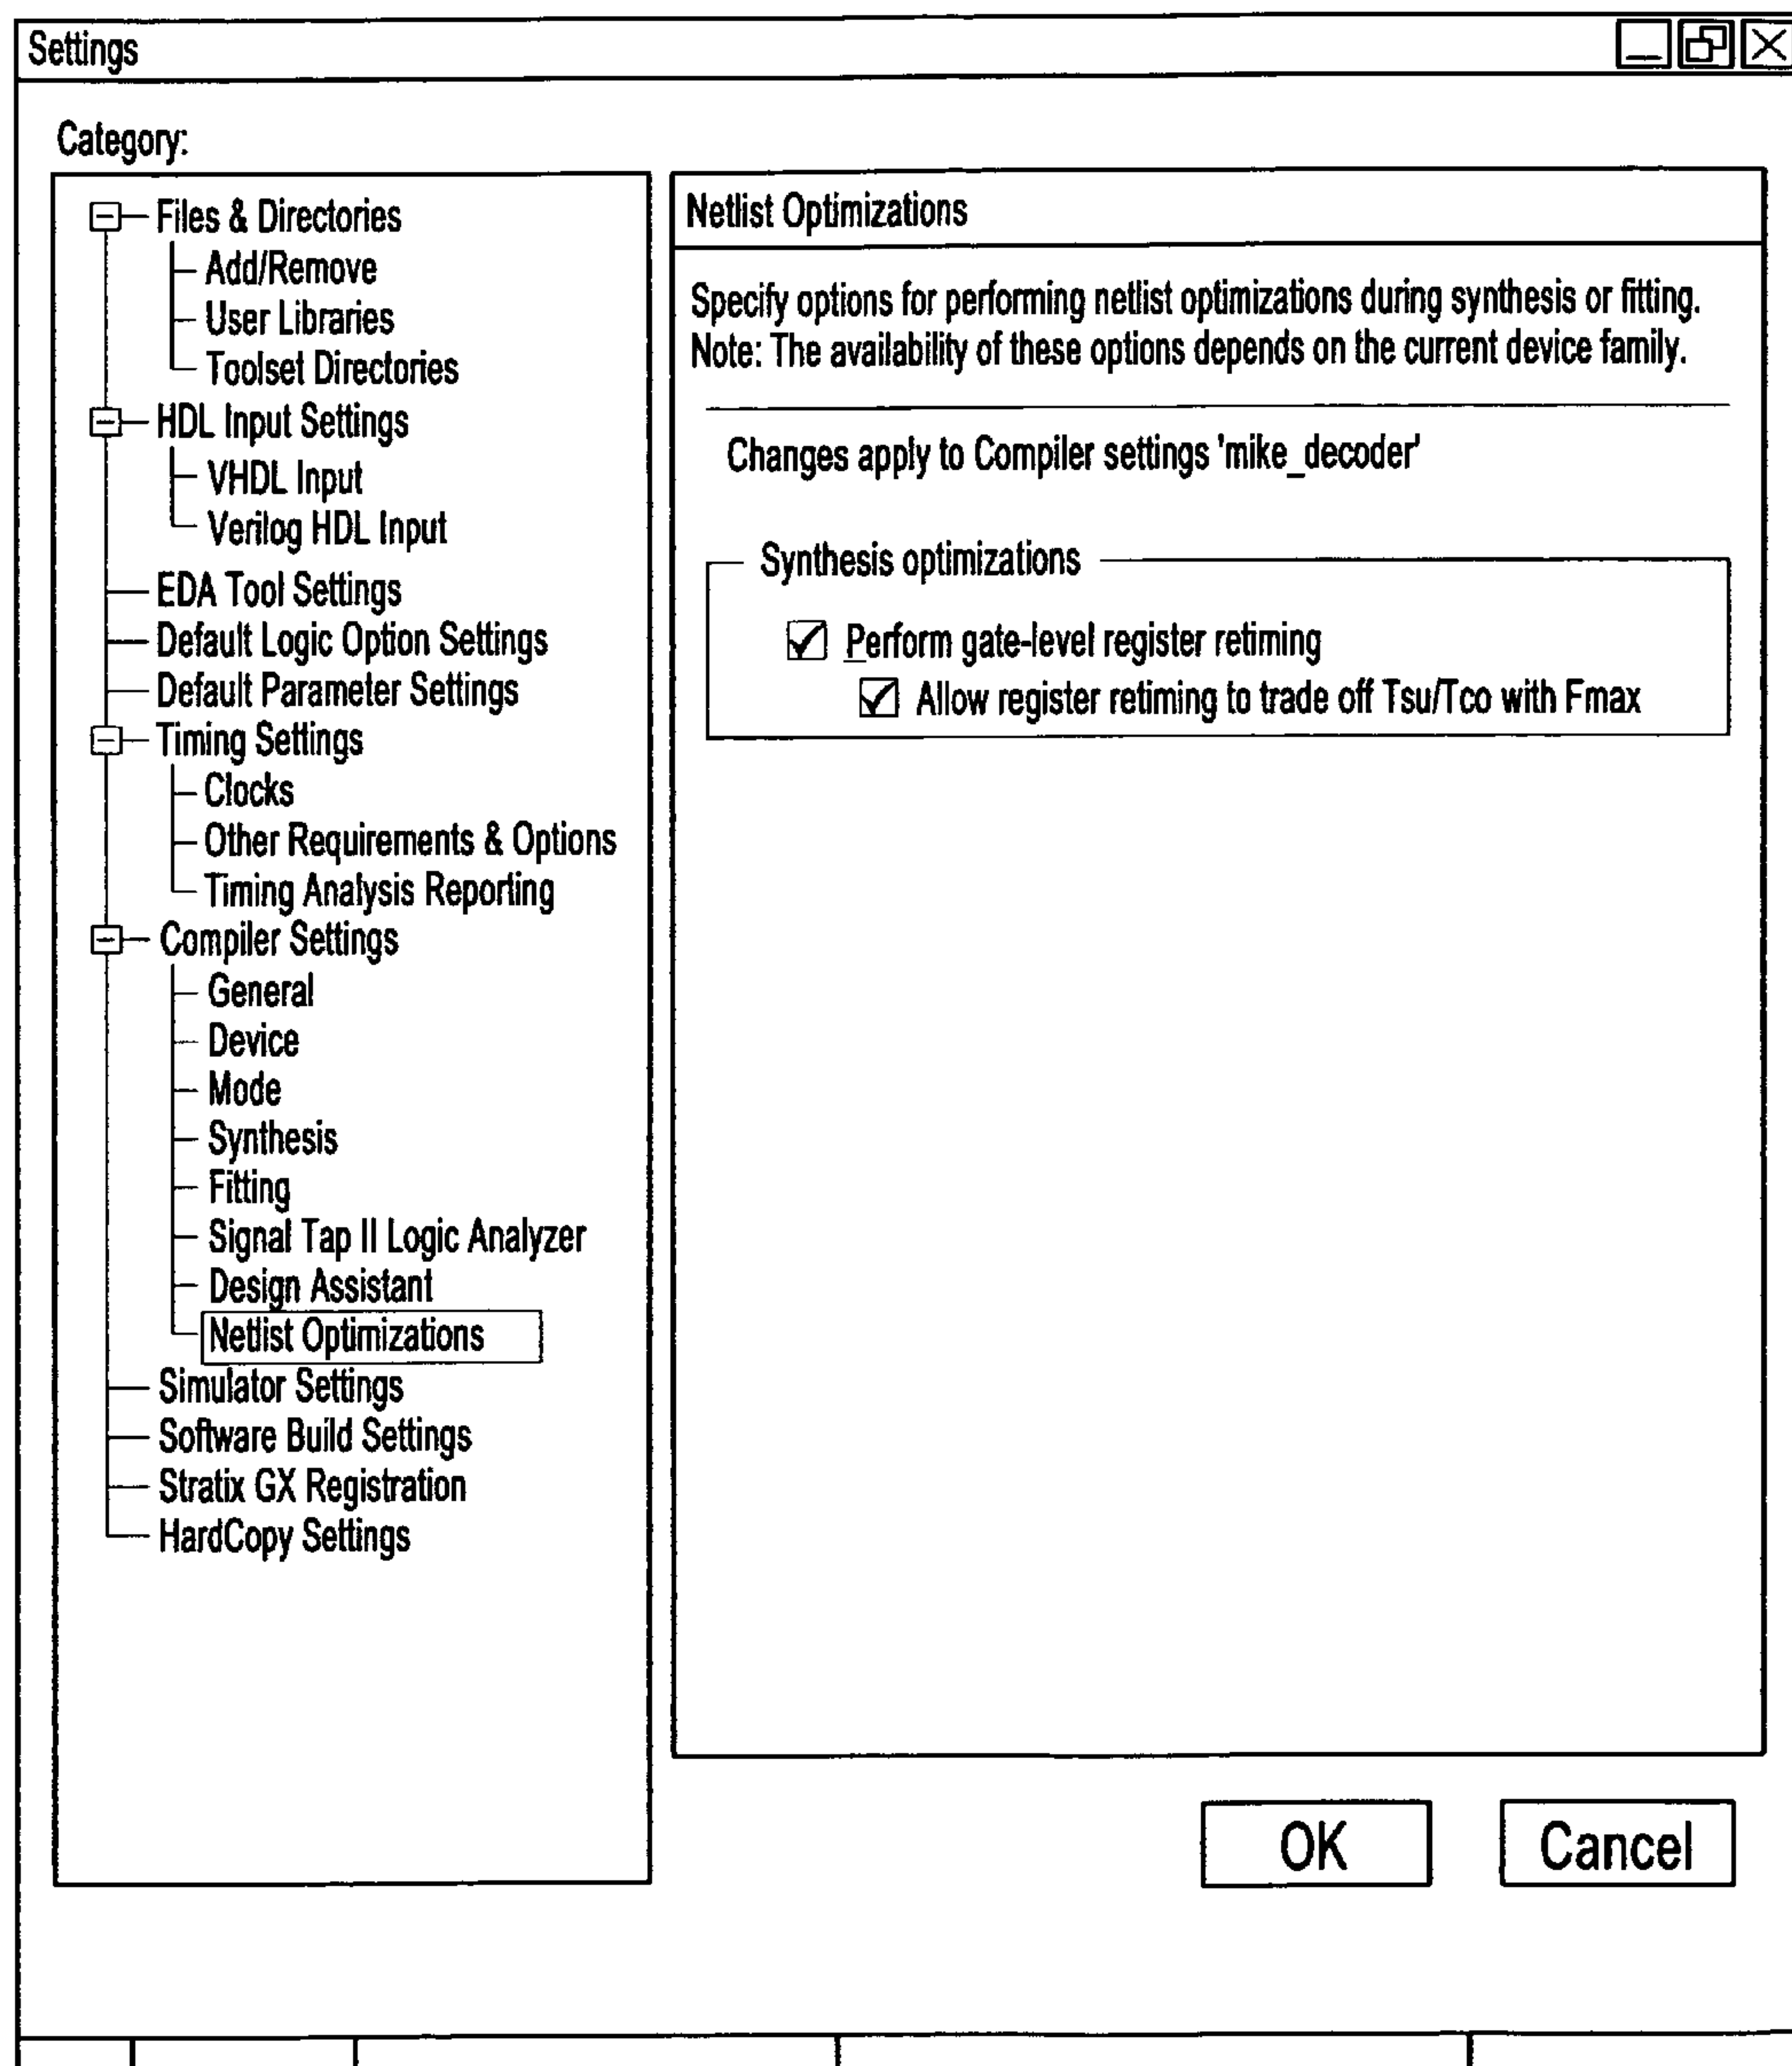 Settings
Category:
Files & Directories
Add/Remove
User Libraries
Toolset Directories
HDL Input Settings
VHDL Input
Verilog HDL Input
EDA Tool Settings
Default Logic Option Settings
Default Parameter Settings
Timing Settings
Clocks
Other Requirements & Options
Timing Analysis Reporting
Compiler Settings
General
Device
Mode
Synthesis
Fitting
Signal Tap II Logic Analyzer
Design Assistant
Netlist Optimizations
Simulator Settings
Software Build Settings
Stratix GX Registration
HardCopy Settings
Netlist Optimizations
Specify options for performing netlist optimizations during synthesis or fitting.
Note: The availability of these options depends on the current device family.
Changes apply to Compiler settings 'mike_decoder'
Synthesis optimizations
Perform gate-level register retiming
Allow register retiming to trade off Tsu/Tco with Fmax
OK
Cancel